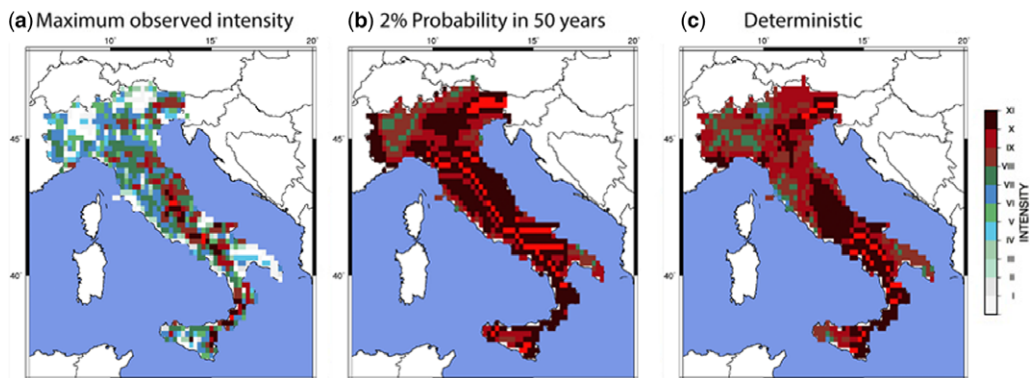 (a) Maximum observed intensity
(b) 2% Probability in 50 years
(c) Deterministic
10° 15° 20°
10° 15° 20°
10° 15° 20°
45°
40°
45°
40°
45°
40°
XI
X
IX
VIII
VII
VI
V
IV
III
II
I
INTENSITY